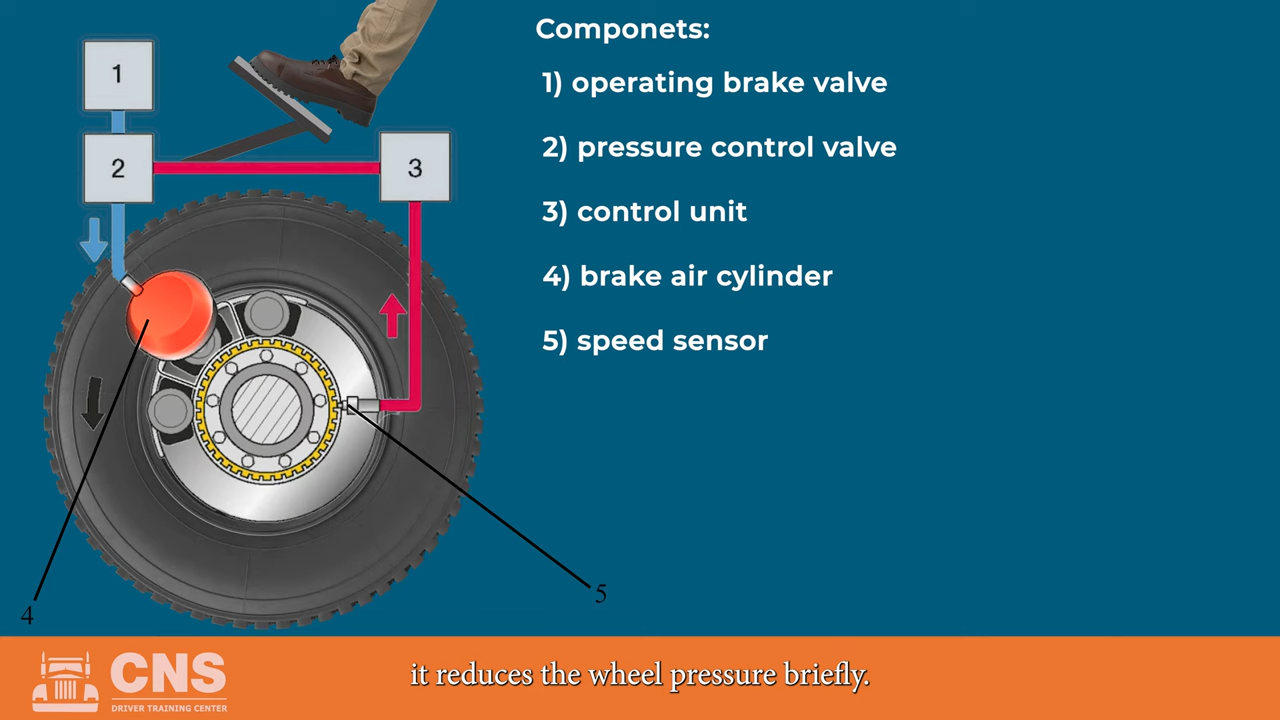 Componets:
1) operating brake valve
2) pressure control valve
3) control unit
4) brake air cylinder
5) speed sensor
1
2
3
4
5
it reduces the wheel pressure briefly.
CNS
DRIVER TRAINING CENTER